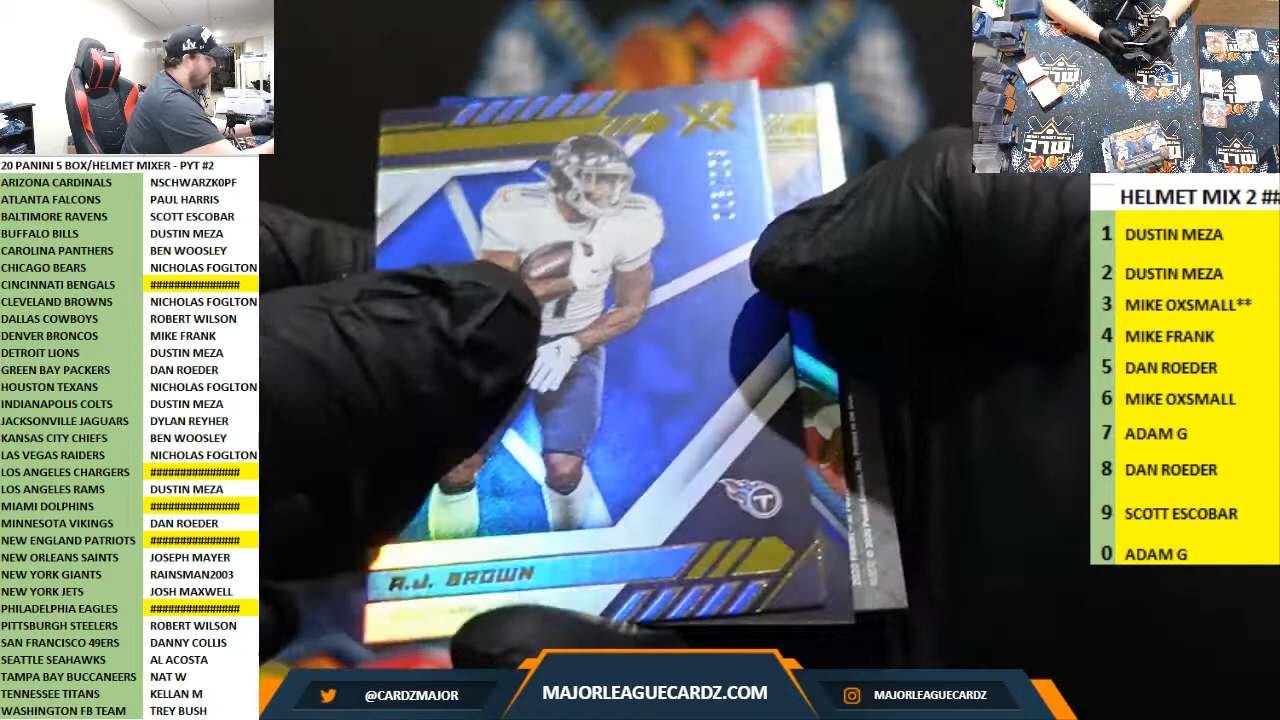 20 PANINI 5 BOX/HELMET MIXER - PYT #2
ARIZONA CARDINALS NSCHWARZK0PF
ATLANTA FALCONS PAUL HARRIS
BALTIMORE RAVENS SCOTT ESCOBAR
BUFFALO BILLS DUSTIN MEZA
CAROLINA PANTHERS BEN WOOSLEY
CHICAGO BEARS NICHOLAS FOGLTON
CINCINNATI BENGALS ###############
CLEVELAND BROWNS NICHOLAS FOGLTON
DALLAS COWBOYS ROBERT WILSON
DENVER BRONCOS MIKE FRANK
DETROIT LIONS DUSTIN MEZA
GREEN BAY PACKERS DAN ROEDER
HOUSTON TEXANS NICHOLAS FOGLTON
INDIANAPOLIS COLTS DUSTIN MEZA
JACKSONVILLE JAGUARS DYLAN REYHER
KANSAS CITY CHIEFS BEN WOOSLEY
LAS VEGAS RAIDERS NICHOLAS FOGLTON
LOS ANGELES CHARGERS ###############
LOS ANGELES RAMS DUSTIN MEZA
MIAMI DOLPHINS ###############
MINNESOTA VIKINGS DAN ROEDER
NEW ENGLAND PATRIOTS ###############
NEW ORLEANS SAINTS JOSEPH MAYER
NEW YORK GIANTS RAINSMAN2003
NEW YORK JETS JOSH MAXWELL
PHILADELPHIA EAGLES ###############
PITTSBURGH STEELERS ROBERT WILSON
SAN FRANCISCO 49ERS DANNY COLLIS
SEATTLE SEAHAWKS AL ACOSTA
TAMPA BAY BUCCANEERS NAT W
TENNESSEE TITANS KELLAN M
WASHINGTON FB TEAM TREY BUSH
XR
A.J. BROWN
HELMET MIX 2 ##
1 DUSTIN MEZA
2 DUSTIN MEZA
3 MIKE OXSMALL**
4 MIKE FRANK
5 DAN ROEDER
6 MIKE OXSMALL
7 ADAM G
8 DAN ROEDER
9 SCOTT ESCOBAR
0 ADAM G
@CARDZMAJOR
MAJORLEAGUECARDZ.COM
MAJORLEAGUECARDZ